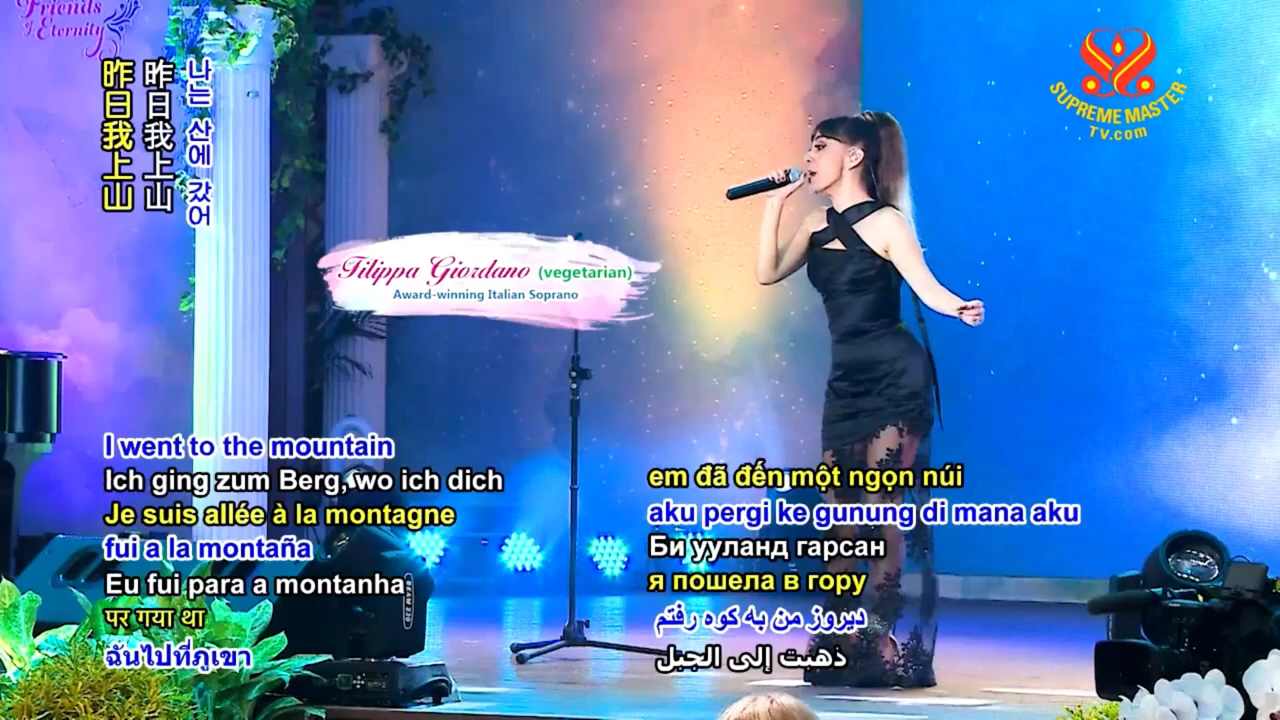 Friends
of Eternity
昨日我上山
昨日我上山
나는 산에 갔어
SUPREME MASTER
TV.com
Filippa Giordano (vegetarian)
Award-winning Italian Soprano
I went to the mountain
Ich ging zum Berg, wo ich dich
Je suis allée à la montagne
fui a la montaña
Eu fui para a montanha
पर गया था
ฉันไปที่ภูเขา
em đã đến một ngọn núi
aku pergi ke gunung di mana aku
Би ууланд гарсан
я пошела в гору
دیروز من به کوه رفتم
ذهبت إلى الجبل
BEAM 230